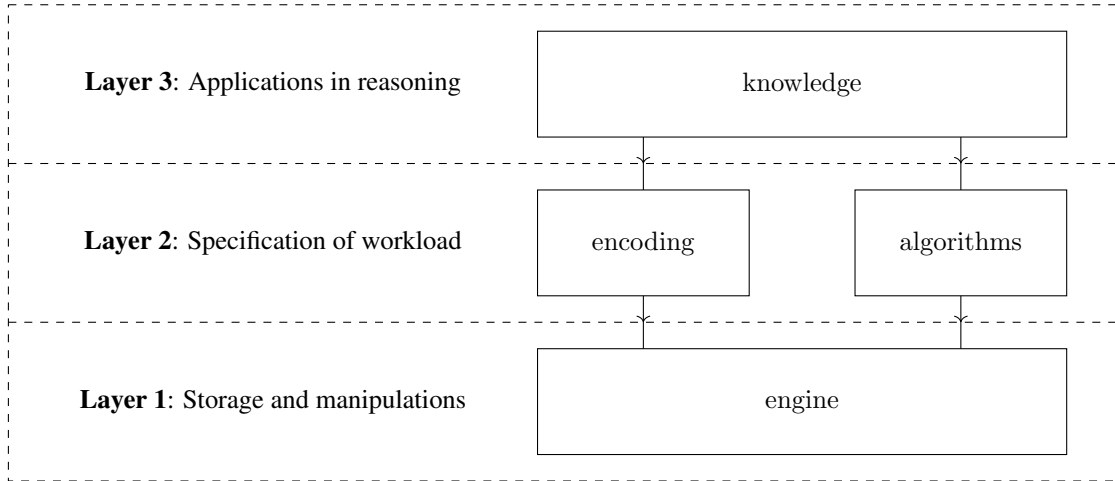 Layer 3: Applications in reasoning
knowledge
Layer 2: Specification of workload
encoding
algorithms
Layer 1: Storage and manipulations
engine